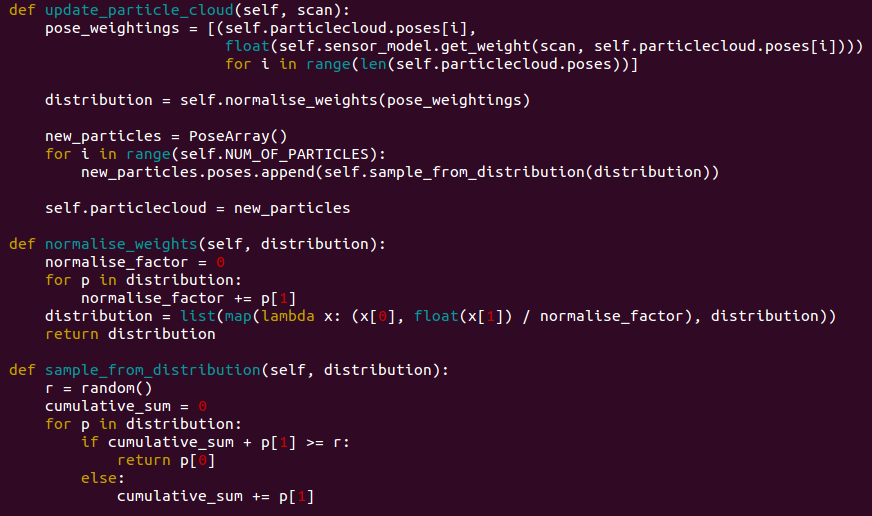 def update_particle_cloud(self, scan):
    pose_weightings = [(self.particlecloud.poses[i],
                        float(self.sensor_model.get_weight(scan, self.particlecloud.poses[i])))
                        for i in range(len(self.particlecloud.poses))]

    distribution = self.normalise_weights(pose_weightings)

    new_particles = PoseArray()
    for i in range(self.NUM_OF_PARTICLES):
        new_particles.poses.append(self.sample_from_distribution(distribution))

    self.particlecloud = new_particles

def normalise_weights(self, distribution):
    normalise_factor = 0
    for p in distribution:
        normalise_factor += p[1]
    distribution = list(map(lambda x: (x[0], float(x[1]) / normalise_factor), distribution))
    return distribution

def sample_from_distribution(self, distribution):
    r = random()
    cumulative_sum = 0
    for p in distribution:
        if cumulative_sum + p[1] >= r:
            return p[0]
        else:
            cumulative_sum += p[1]